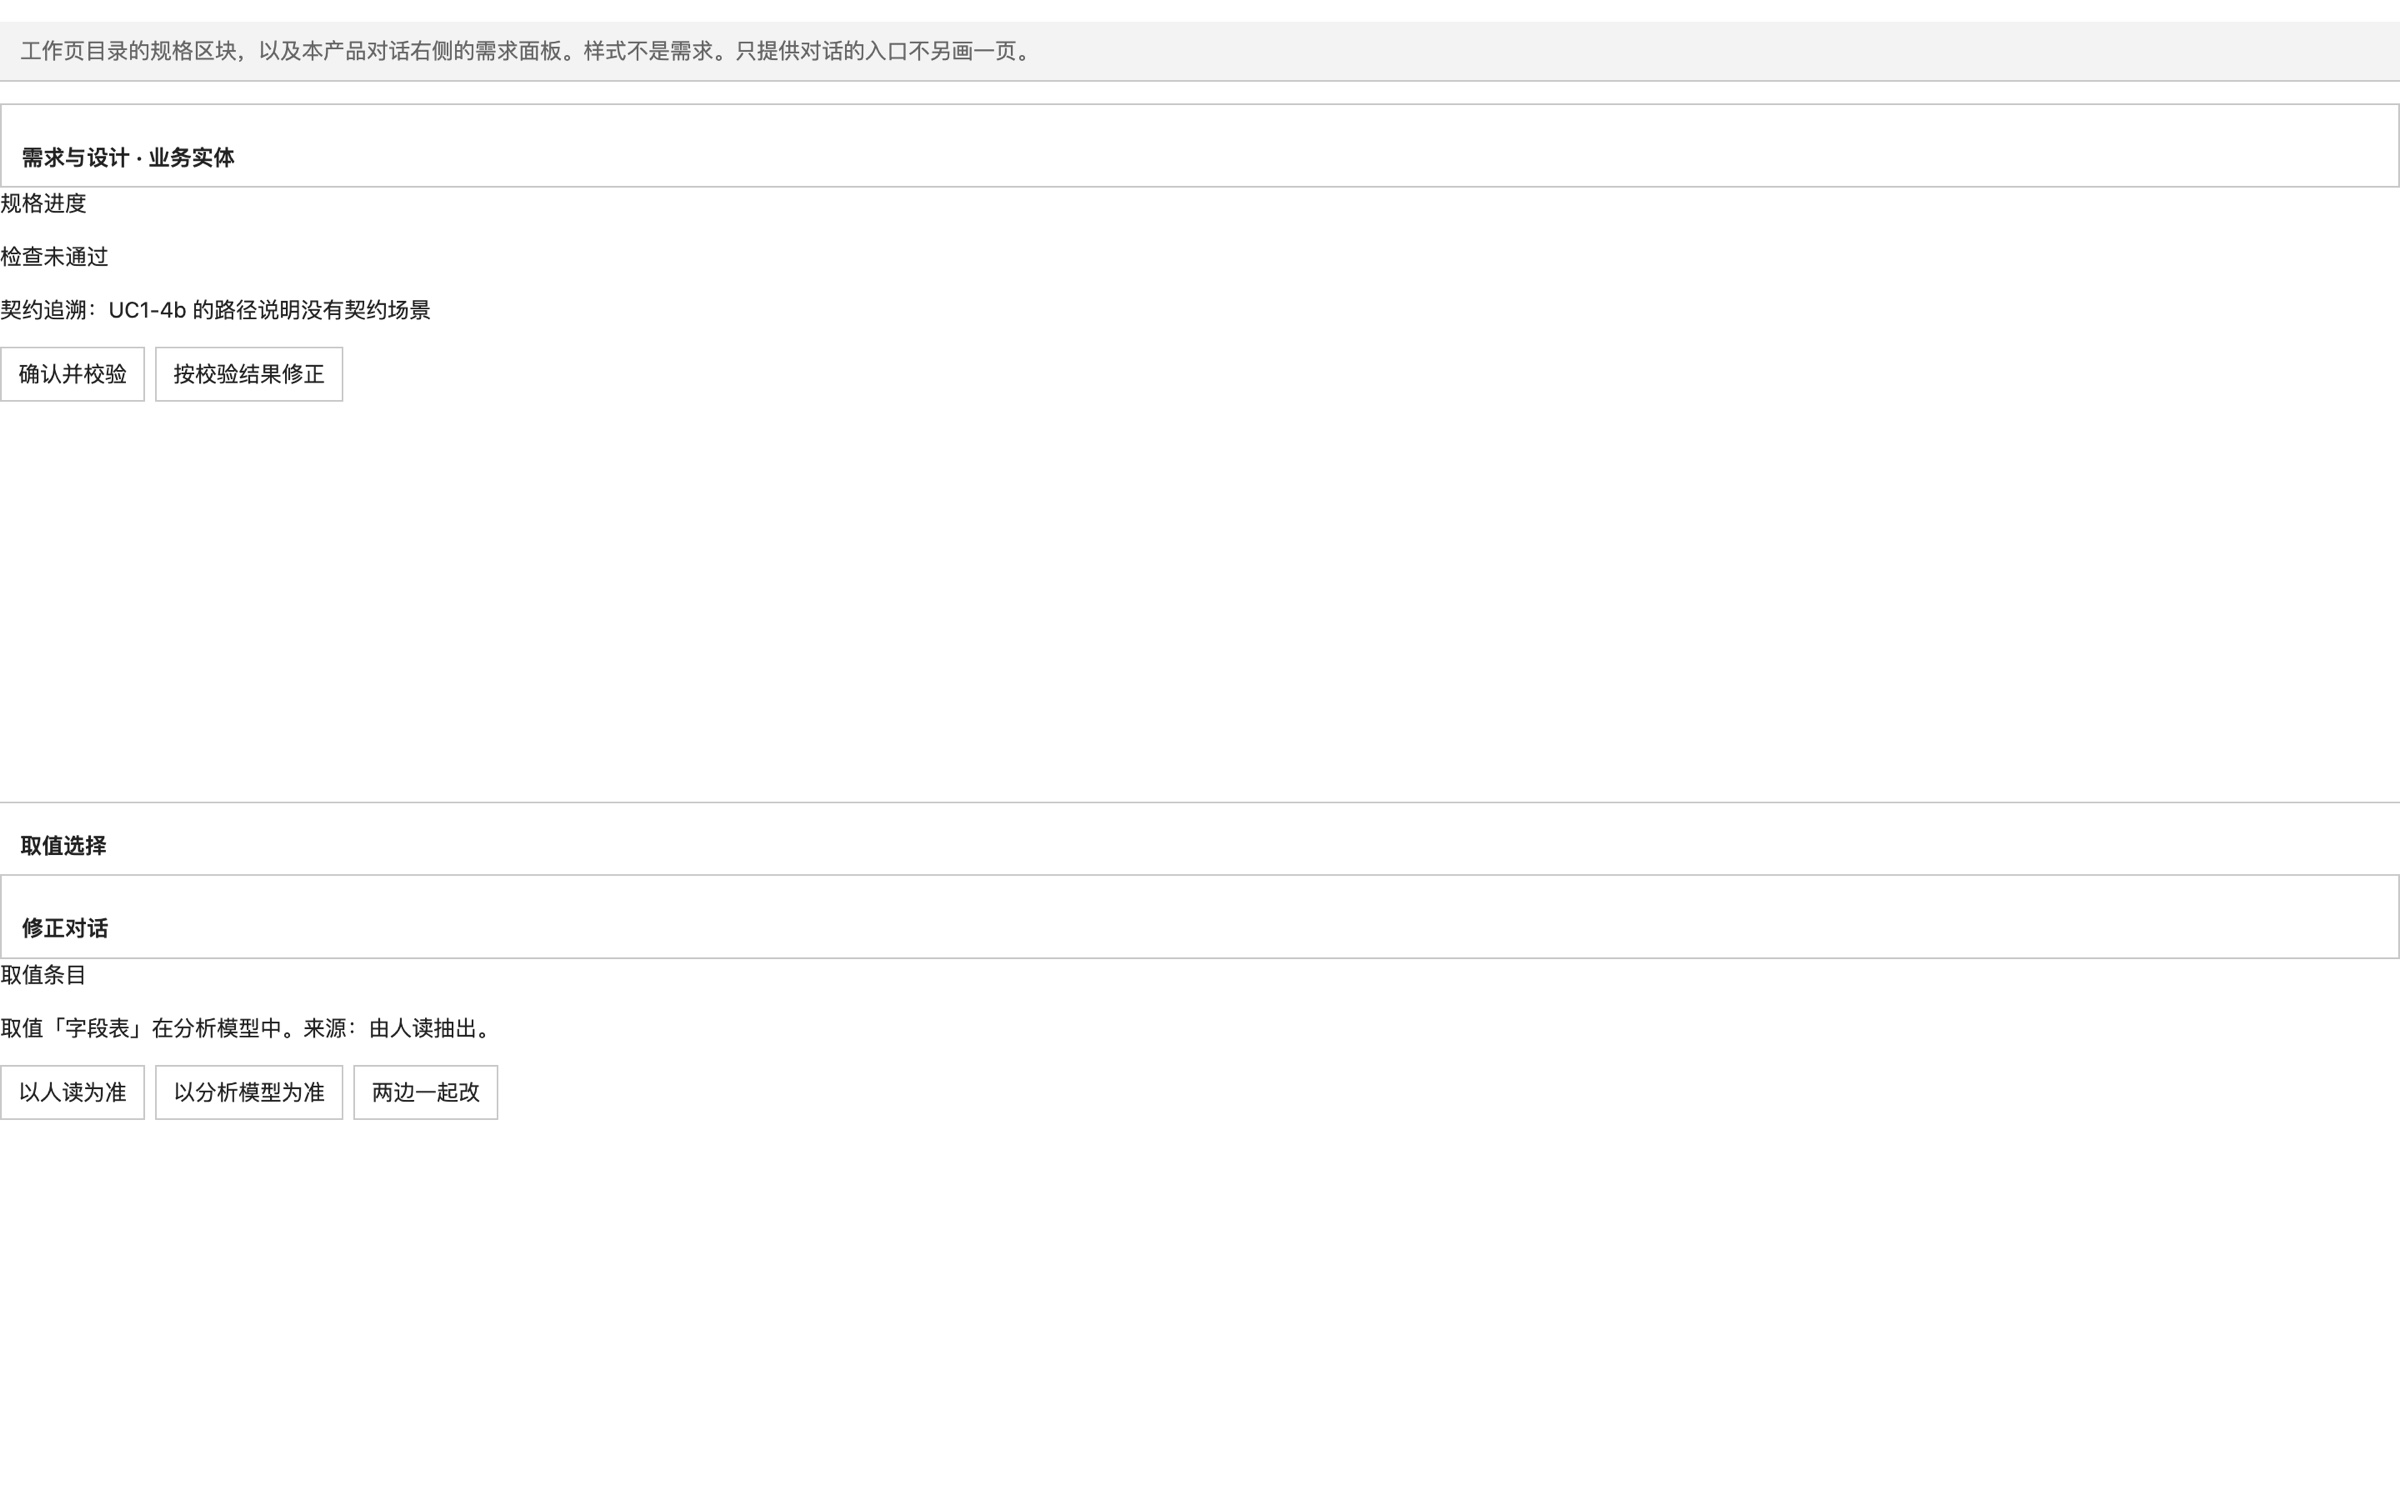 工作页目录的规格区块，以及本产品对话右侧的需求面板。样式不是需求。只提供对话的入口不另画一页。
需求与设计 · 业务实体
规格进度
检查未通过
契约追溯：UC1-4b 的路径说明没有契约场景
确认并校验 按校验结果修正
取值选择
修正对话
取值条目
取值「字段表」在分析模型中。来源：由人读抽出。
以人读为准 以分析模型为准 两边一起改